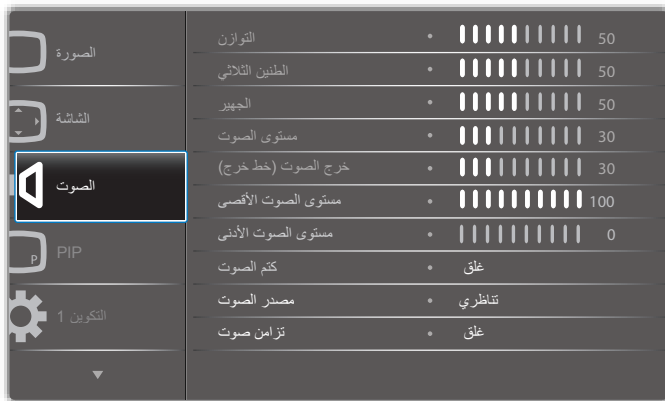 الصورة
الشاشة
الصوت
PIP
P
التكوين 1
التوازن • 50
الطنين الثلاثي • 50
الجهير • 50
مستوى الصوت • 30
خرج الصوت (خط خرج) • 30
مستوى الصوت الأقصى • 100
مستوى الصوت الأدنى • 0
كتم الصوت • غلق
مصدر الصوت • تناظري
تزامن صوت • غلق